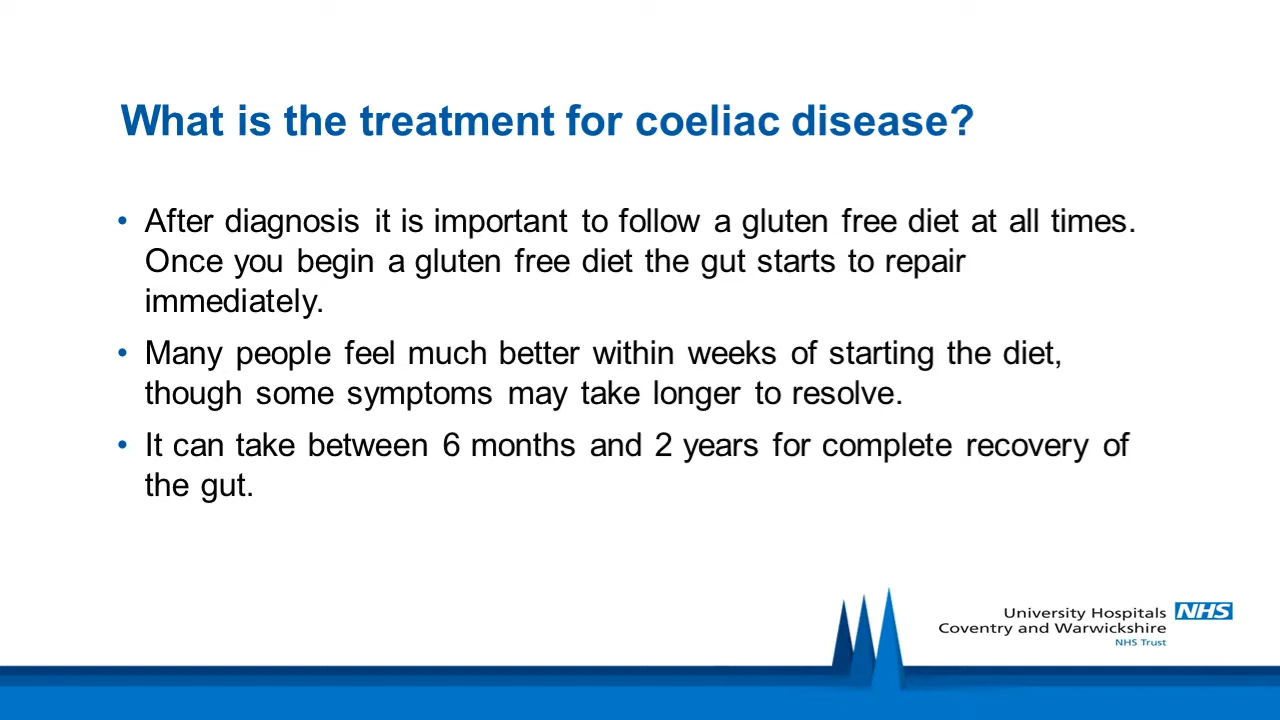 What is the treatment for coeliac disease?
• After diagnosis it is important to follow a gluten free diet at all times.
Once you begin a gluten free diet the gut starts to repair
immediately.
• Many people feel much better within weeks of starting the diet,
though some symptoms may take longer to resolve.
• It can take between 6 months and 2 years for complete recovery of
the gut.
University Hospitals NHS
Coventry and Warwickshire
NHS Trust